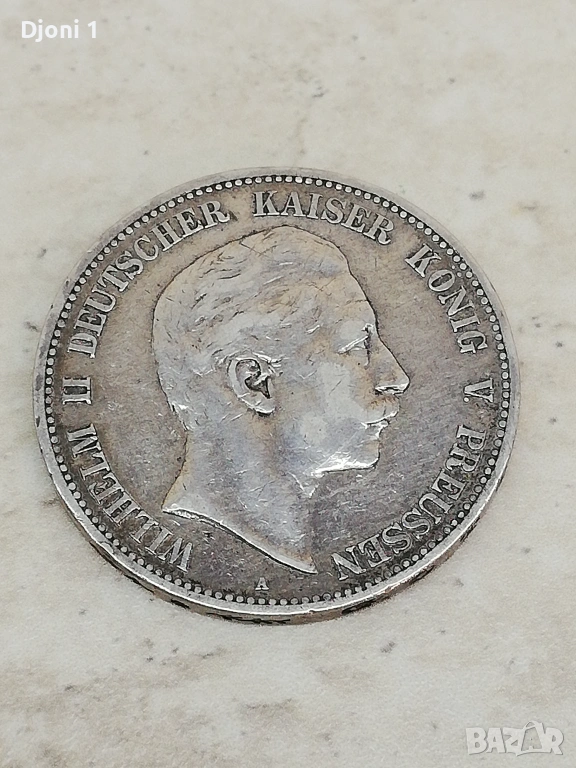 Djoni 1
WILHELM II DEUTSCHER KAISER KÖNIG V. PREUSSEN
A
BAZAR